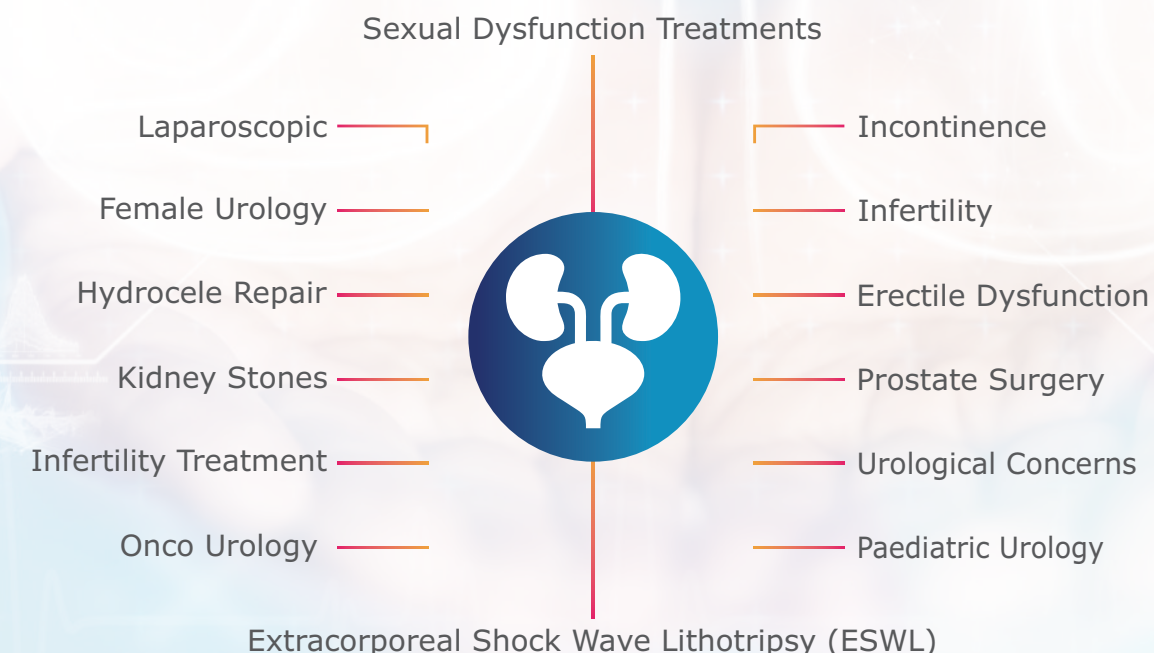 Sexual Dysfunction Treatments
Laparoscopic
Incontinence
Female Urology
Infertility
Hydrocele Repair
Erectile Dysfunction
Kidney Stones
Prostate Surgery
Infertility Treatment
Urological Concerns
Onco Urology
Paediatric Urology
Extracorporeal Shock Wave Lithotripsy (ESWL)